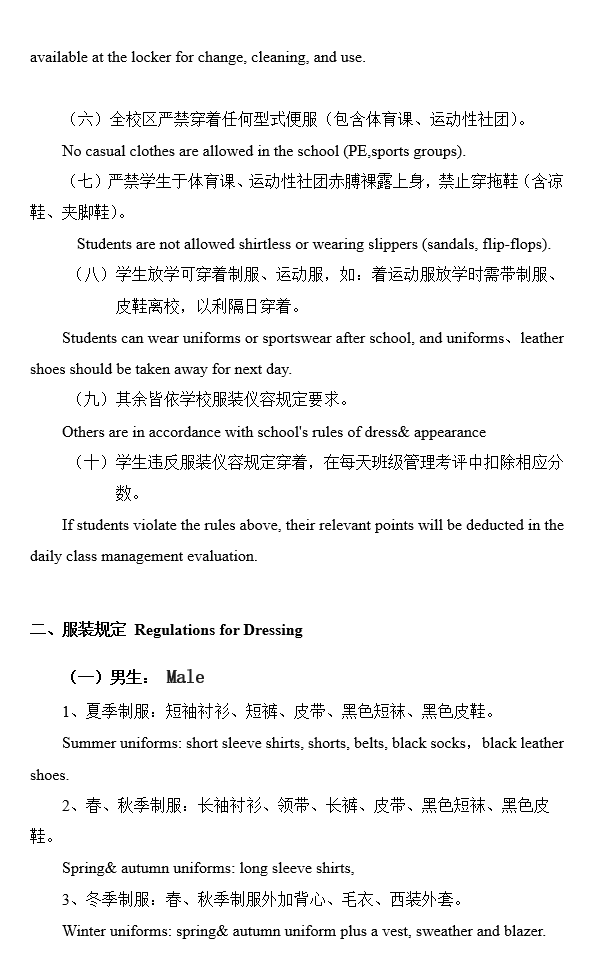 available at the locker for change, cleaning, and use.
（六）全校区严禁穿着任何型式便服（包含体育课、运动性社团）。
No casual clothes are allowed in the school (PE,sports groups).
（七）严禁学生于体育课、运动性社团赤膊裸露上身，禁止穿拖鞋（含凉
鞋、夹脚鞋）。
Students are not allowed shirtless or wearing slippers (sandals, flip-flops).
（八）学生放学可穿着制服、运动服，如：着运动服放学时需带制服、
皮鞋离校，以利隔日穿着。
Students can wear uniforms or sportswear after school, and uniforms、leather
shoes should be taken away for next day.
（九）其余皆依学校服装仪容规定要求。
Others are in accordance with school's rules of dress& appearance
（十）学生违反服装仪容规定穿着，在每天班级管理考评中扣除相应分
数。
If students violate the rules above, their relevant points will be deducted in the
daily class management evaluation.
二、服装规定 Regulations for Dressing
（一）男生： Male
1、夏季制服：短袖衬衫、短裤、皮带、黑色短袜、黑色皮鞋。
Summer uniforms: short sleeve shirts, shorts, belts, black socks，black leather
shoes.
2、春、秋季制服：长袖衬衫、领带、长裤、皮带、黑色短袜、黑色皮
鞋。
Spring& autumn uniforms: long sleeve shirts,
3、冬季制服：春、秋季制服外加背心、毛衣、西装外套。
Winter uniforms: spring& autumn uniform plus a vest, sweather and blazer.